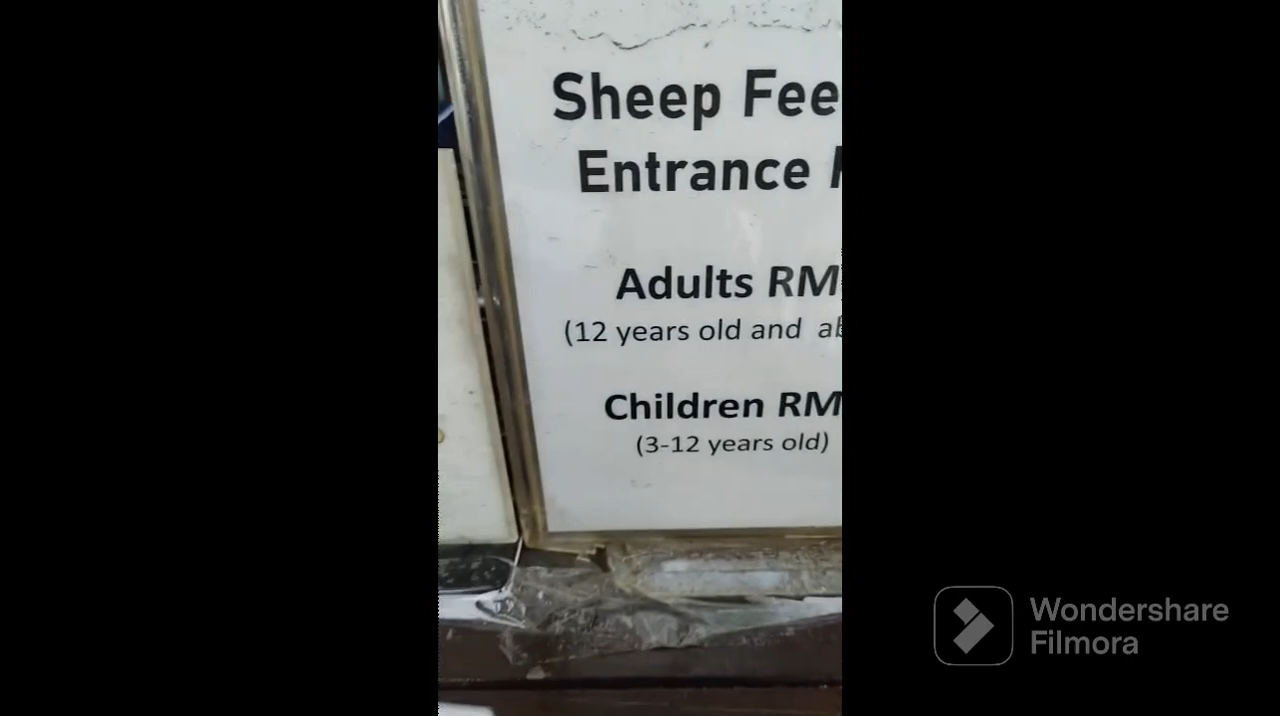 Sheep Fee
Entrance
Adults RM
(12 years old and
Children RM
(3-12 years old)
Wondershare
Filmora